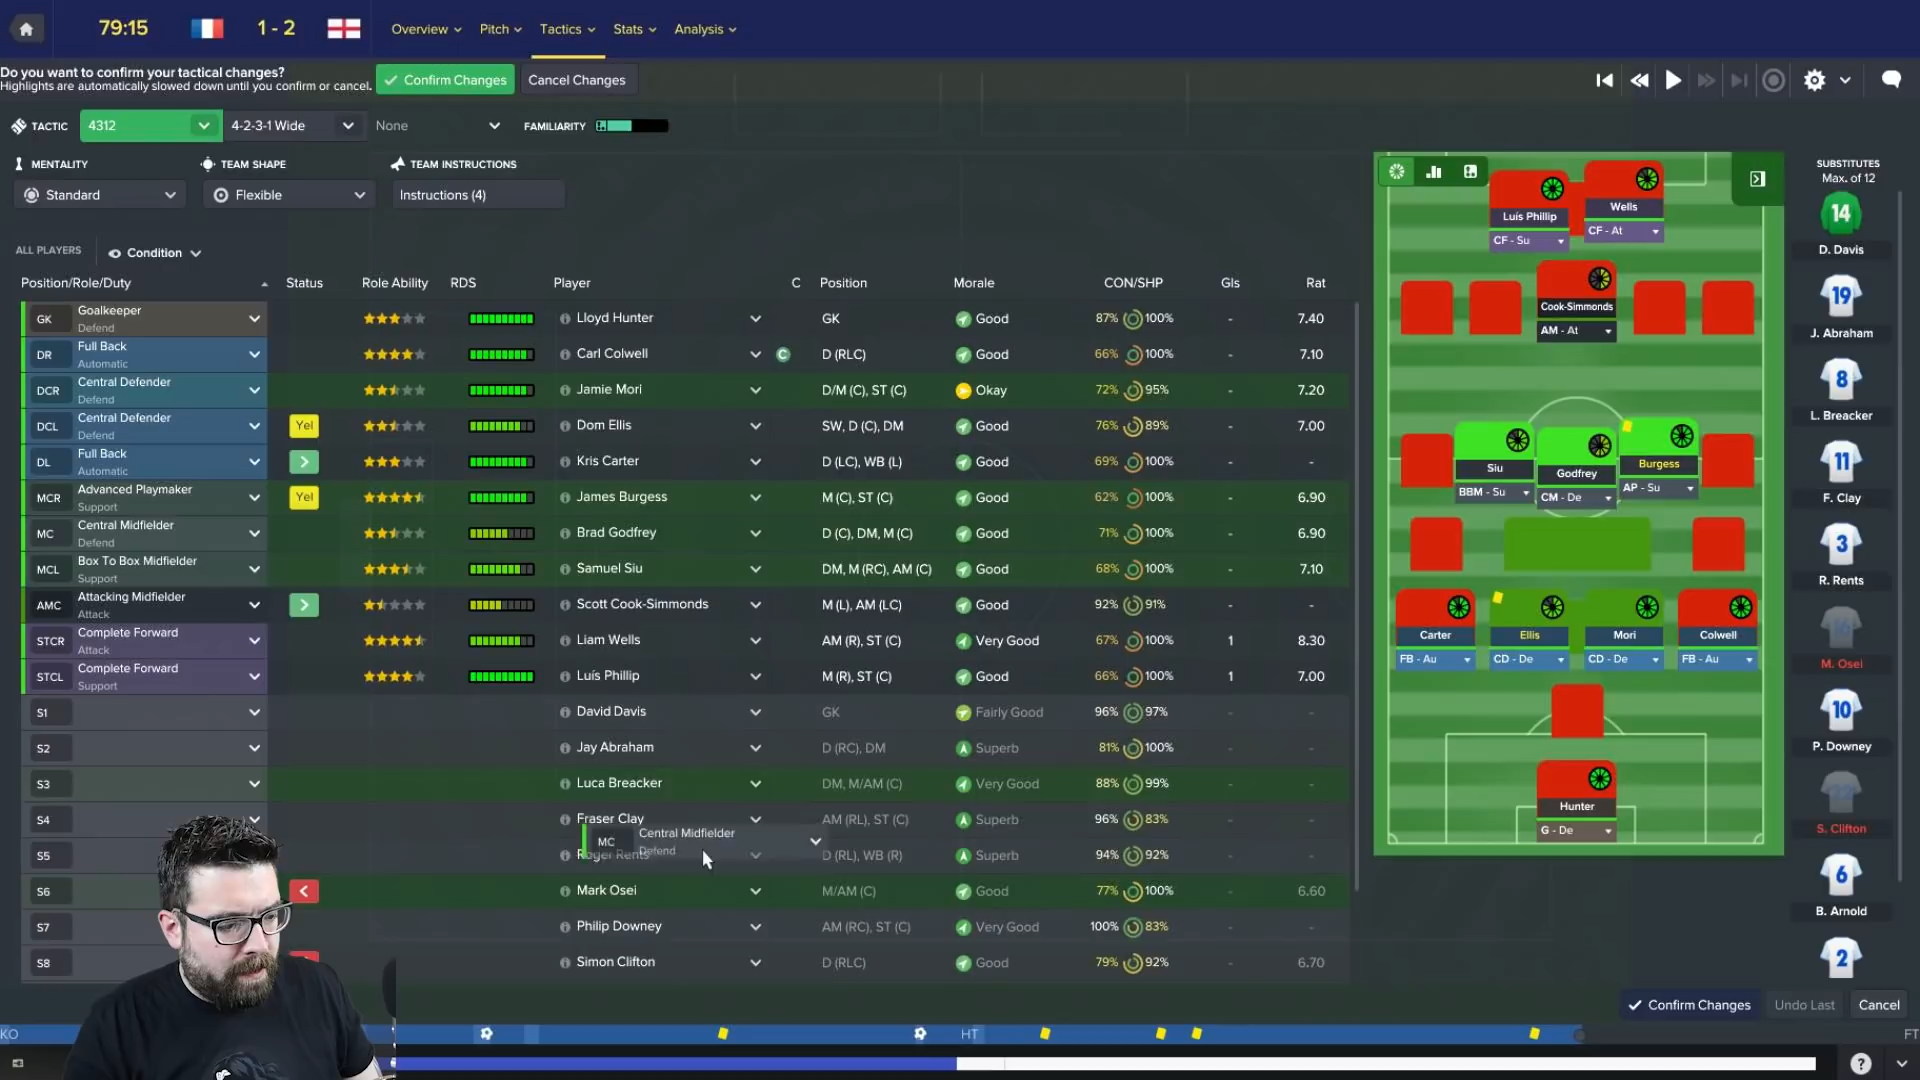 79:15
1 - 2
Overview
Pitch
Tactics
Stats
Analysis
Do you want to confirm your tactical changes?
Highlights are automatically slowed down until you confirm or cancel.
Confirm Changes
Cancel Changes
TACTIC
4312
4-2-3-1 Wide
None
FAMILIARITY
MENTALITY
TEAM SHAPE
TEAM INSTRUCTIONS
Standard
Flexible
Instructions (4)
ALL PLAYERS
Condition
Position/Role/Duty Status Role Ability RDS Player C Position Morale CON/SHP Gls Rat
GK Goalkeeper Defend Lloyd Hunter GK Good 87% 100% - 7.40
DR Full Back Automatic Carl Colwell C D (RLC) Good 66% 100% - 7.10
DCR Central Defender Defend Jamie Mori D/M (C), ST (C) Okay 72% 95% - 7.20
DCL Central Defender Defend Yel Dom Ellis SW, D (C), DM Good 76% 89% - 7.00
DL Full Back Automatic Kris Carter D (LC), WB (L) Good 69% 100% - -
MCR Advanced Playmaker Support Yel James Burgess M (C), ST (C) Good 62% 100% - 6.90
MC Central Midfielder Defend Brad Godfrey D (C), DM, M (C) Good 71% 100% - 6.90
MCL Box To Box Midfielder Support Samuel Siu DM, M (RC), AM (C) Good 68% 100% - 7.10
AMC Attacking Midfielder Attack Scott Cook-Simmonds M (L), AM (LC) Good 92% 91% - -
STCR Complete Forward Attack Liam Wells AM (R), ST (C) Very Good 67% 100% 1 8.30
STCL Complete Forward Support Luís Phillip M (R), ST (C) Good 66% 100% 1 7.00
S1 David Davis GK Fairly Good 96% 97% - -
S2 Jay Abraham D (RC), DM Superb 81% 100% - -
S3 Luca Breacker DM, M/AM (C) Very Good 88% 99% - -
S4 Fraser Clay AM (RL), ST (C) Superb 96% 83% - -
MC Central Midfielder Defend
S5 Roger Rents D (RL), WB (R) Superb 94% 92% - -
S6 Mark Osei M/AM (C) Good 77% 100% - 6.60
S7 Philip Downey AM (RC), ST (C) Very Good 100% 83% - -
S8 Simon Clifton D (RLC) Good 79% 92% - 6.70
Luís Phillip
CF - Su
Wells
CF - At
Cook-Simmonds
AM - At
Siu
BBM - Su
Godfrey
CM - De
Burgess
AP - Su
Carter
FB - Au
Ellis
CD - De
Mori
CD - De
Colwell
FB - Au
Hunter
G - De
SUBSTITUTES
Max. of 12
14
D. Davis
19
J. Abraham
8
L. Breacker
11
F. Clay
3
R. Rents
M. Osei
10
P. Downey
S. Clifton
6
B. Arnold
2
Confirm Changes
Undo Last
Cancel
KO
HT
FT
?